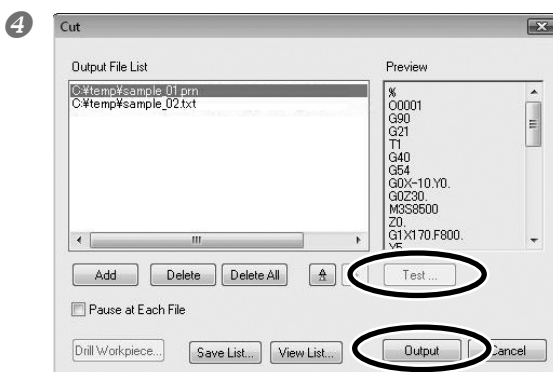 4
Cut
Output File List
C:¥temp¥sample_01.prn
C:¥temp¥sample_02.txt
Preview
%
O0001
G90
G21
T1
G40
G54
G0X-10.Y0.
G0Z30.
M3S8500
Z0.
G1X170.F800.
Y5.
Add
Delete
Delete All
Test ...
Pause at Each File
Drill Workpiece...
Save List...
View List...
Output
Cancel